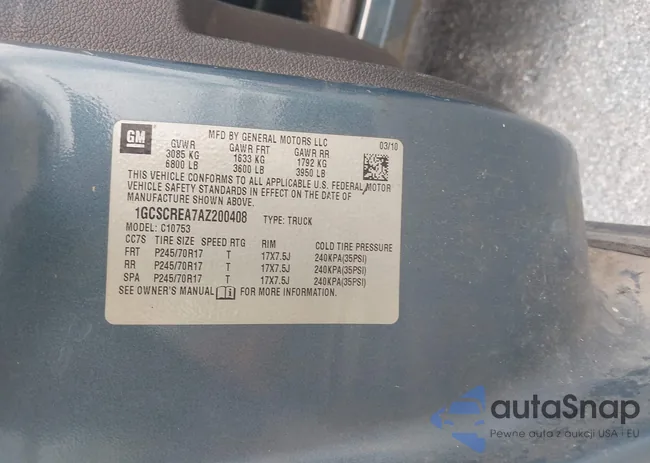 GM
MFD BY GENERAL MOTORS LLC 03/10
GVWR GAWR FRT GAWR RR
3085 KG 1633 KG 1792 KG
6800 LB 3600 LB 3950 LB
THIS VEHICLE CONFORMS TO ALL APPLICABLE U.S. FEDERAL MOTOR
VEHICLE SAFETY STANDARDS IN EFFECT ON THE DATE OF
MANUFACTURE SHOWN ABOVE.
1GCSCREA7AZ200408 TYPE: TRUCK
MODEL: C10753
CC7S TIRE SIZE SPEED RTG RIM COLD TIRE PRESSURE
FRT P245/70R17 T 17X7.5J 240KPA(35PSI)
RR P245/70R17 T 17X7.5J 240KPA(35PSI)
SPA P245/70R17 T 17X7.5J 240KPA(35PSI)
SEE OWNER'S MANUAL FOR MORE INFORMATION.
autaSnap
Pewne auta z aukcji USA i EU